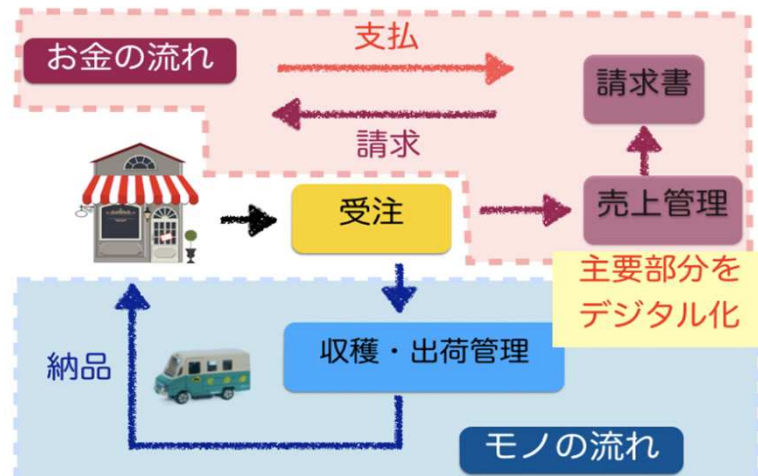 お金の流れ
支払
請求書
請求
受注
売上管理
主要部分を
デジタル化
納品
収穫・出荷管理
モノの流れ